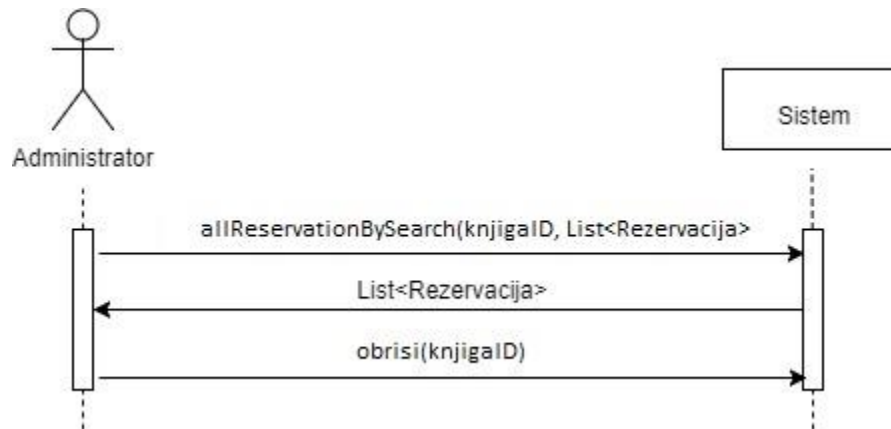 Sistem
Administrator
allReservationBySearch(knjigaID, List<Rezervacija>
List<Rezervacija>
obrisi(knjigaID)